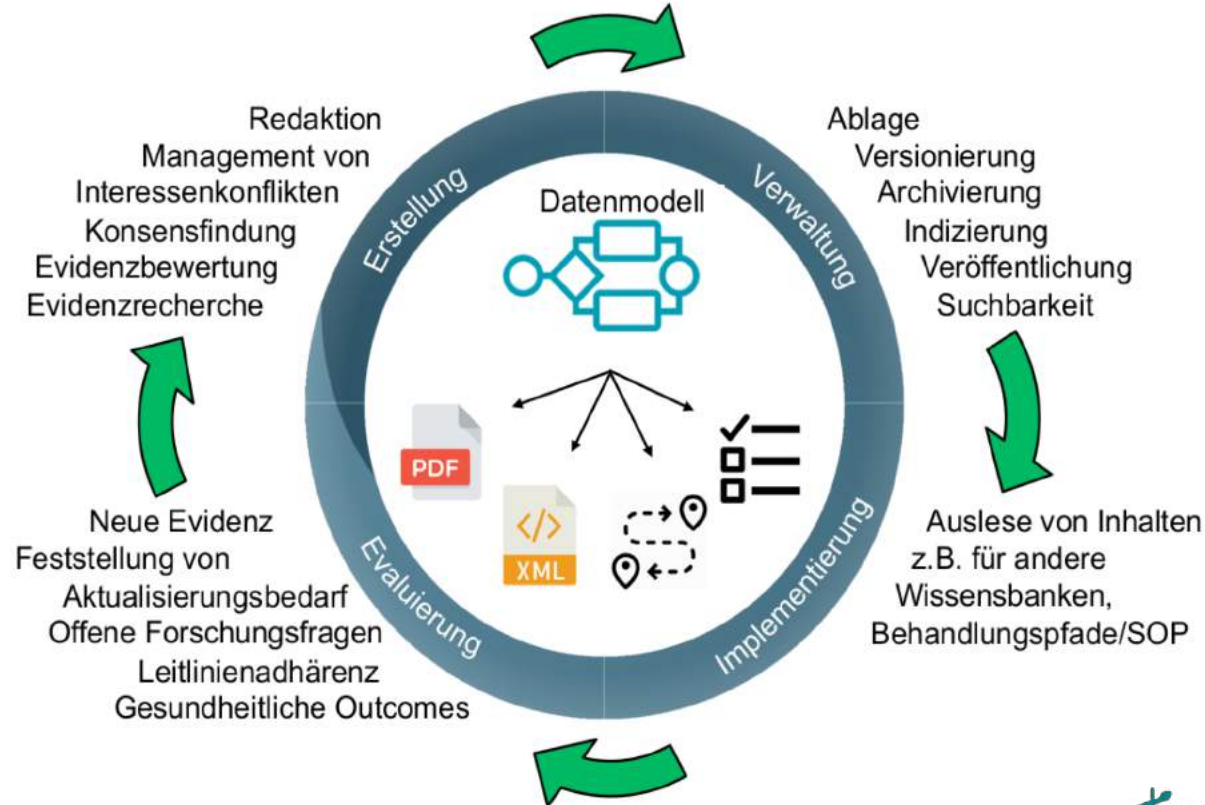 Redaktion
Management von
Interessenkonflikten
Konsensfindung
Evidenzbewertung
Evidenzrecherche
Erstellung
Datenmodell
Verwaltung
Ablage
Versionierung
Archivierung
Indizierung
Veröffentlichung
Suchbarkeit
PDF
</>
XML
Neue Evidenz
Feststellung von
Aktualisierungsbedarf
Offene Forschungsfragen
Leitlinienadhärenz
Gesundheitliche Outcomes
Evaluierung
Implementierung
Auslese von Inhalten
z.B. für andere
Wissensbanken,
Behandlungspfade/SOP